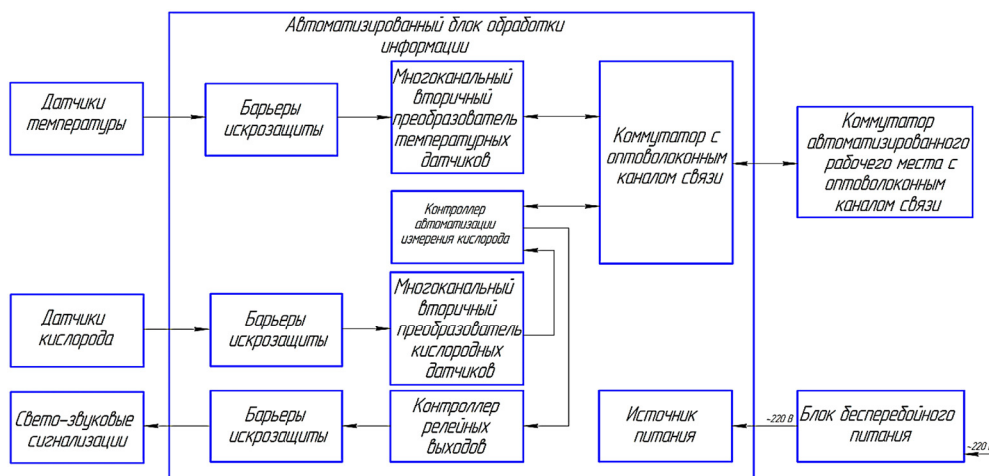 Автоматизированный блок обработки
информации
Датчики
температуры
Барьеры
искрозащиты
Многоканальный
вторичный
преобразователь
температурных
датчиков
Коммутатор с
оптоволоконным
каналом связи
Коммутатор
автоматизированного
рабочего места с
оптоволоконным
каналом связи
Контроллер
автоматизации
измерения кислорода
Датчики
кислорода
Барьеры
искрозащиты
Многоканальный
вторичный
преобразователь
кислородных
датчиков
Свето-звуковые
сигнализации
Барьеры
искрозащиты
Контроллер
релейных
выходов
Источник
питания
~220 В
Блок бесперебойного
питания
~220